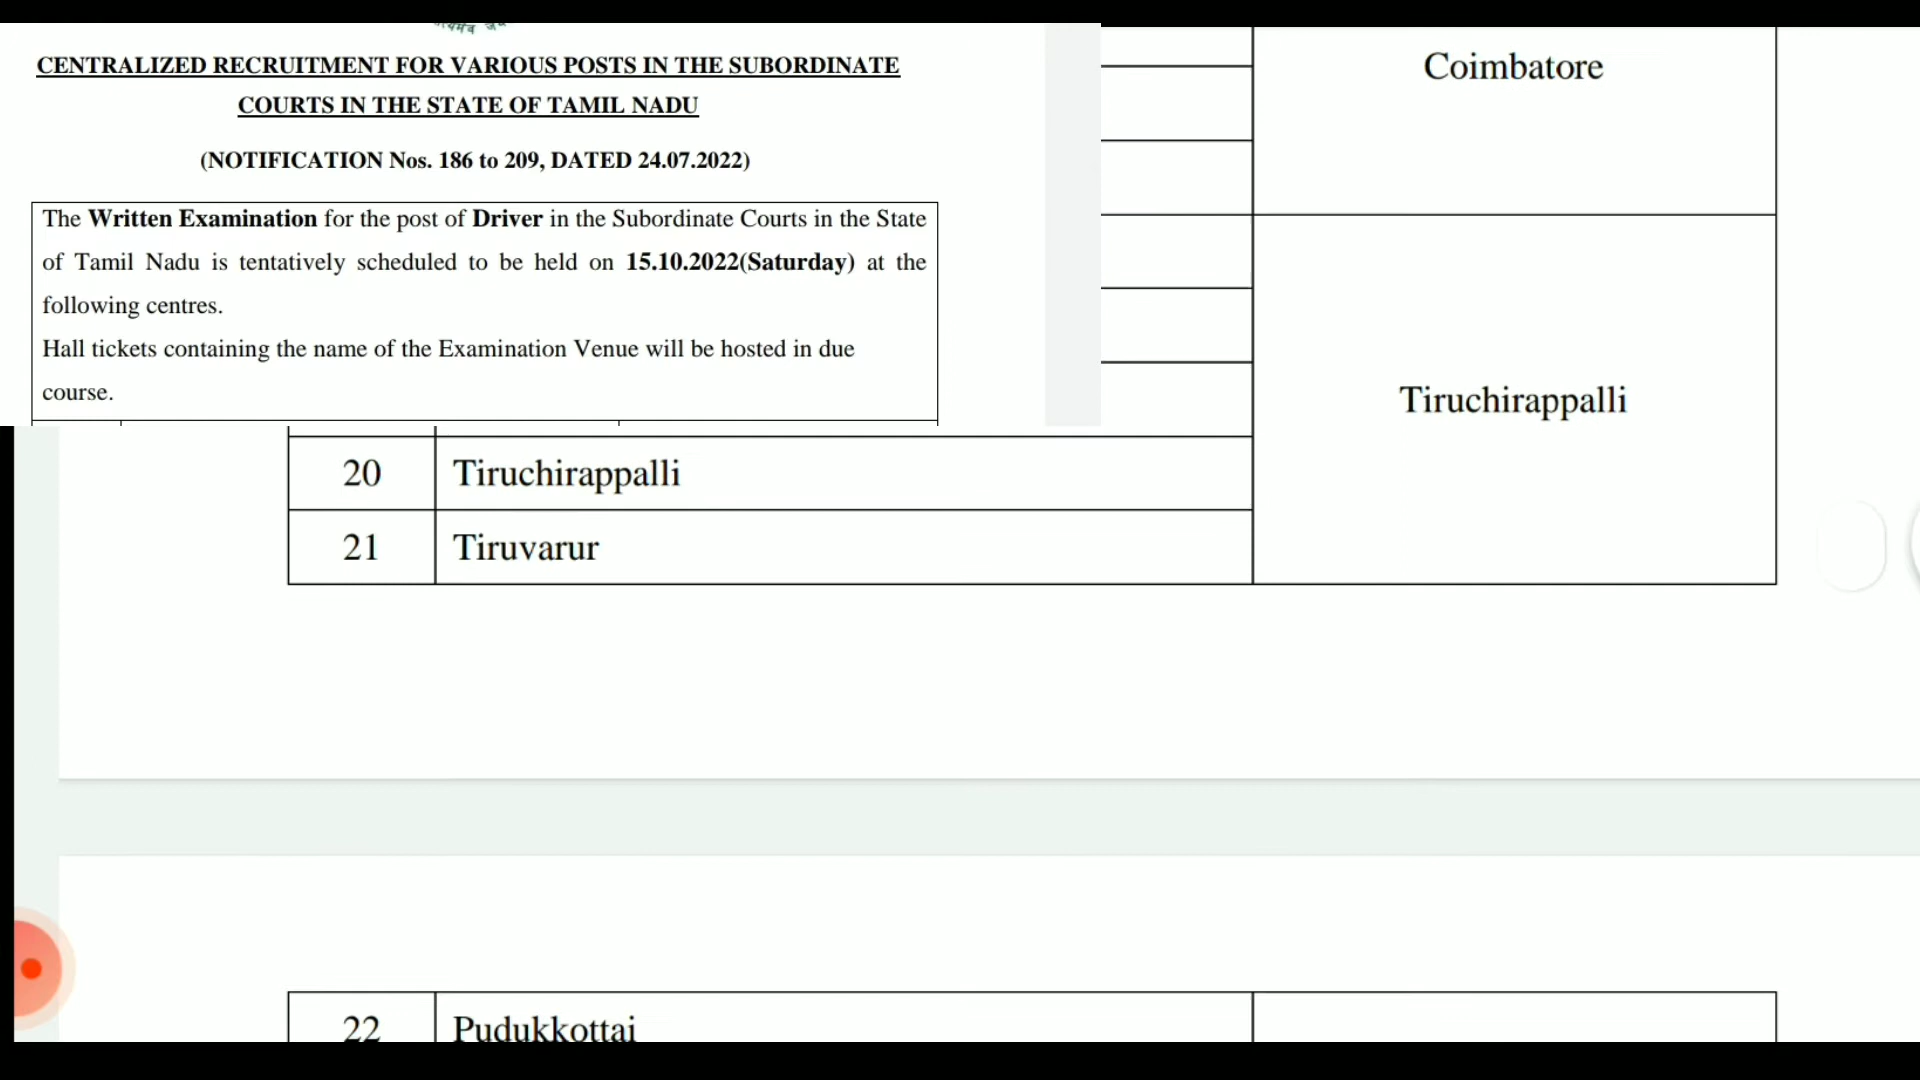 CENTRALIZED RECRUITMENT FOR VARIOUS POSTS IN THE SUBORDINATE
COURTS IN THE STATE OF TAMIL NADU
(NOTIFICATION Nos. 186 to 209, DATED 24.07.2022)
The Written Examination for the post of Driver in the Subordinate Courts in the State
of Tamil Nadu is tentatively scheduled to be held on 15.10.2022(Saturday) at the
following centres.
Hall tickets containing the name of the Examination Venue will be hosted in due
course.
Coimbatore
Tiruchirappalli
20 Tiruchirappalli
21 Tiruvarur
22 Pudukkottai